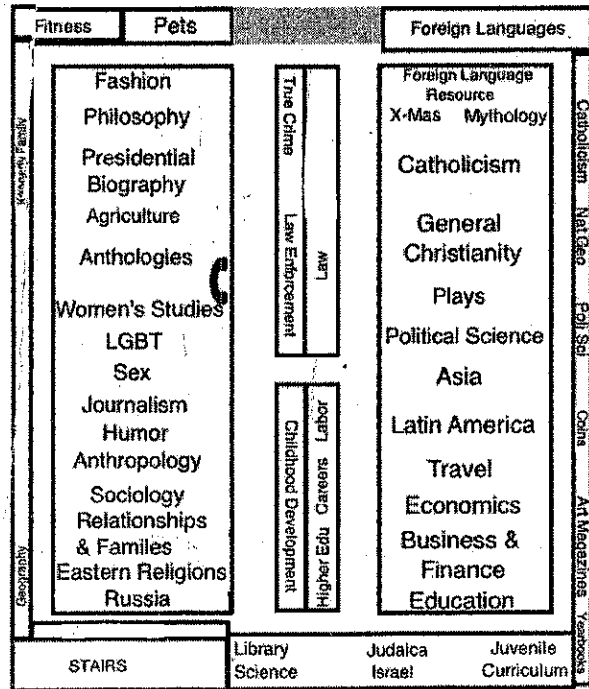 Fitness
Pets
Foreign Languages
Kennedy Family
Geography
Fashion
Philosophy
Presidential
Biography
Agriculture
Anthologies
Women's Studies
LGBT
Sex
Journalism
Humor
Anthropology
Sociology
Relationships
& Familes
Eastern Religions
Russia
True Crime
Law Enforcement
Law
Childhood Development
Higher Edu Careers Labor
Foreign Language
Resource
X-Mas Mythology
Catholicism
General
Christianity
Plays
Political Science
Asia
Latin America
Travel
Economics
Business &
Finance
Education
Catholicism
Nat Geo
Poli Sci
Coins
Art Magazines
Yearbooks
STAIRS
Library
Science
Judaica
Israel
Juvenile
Curriculum